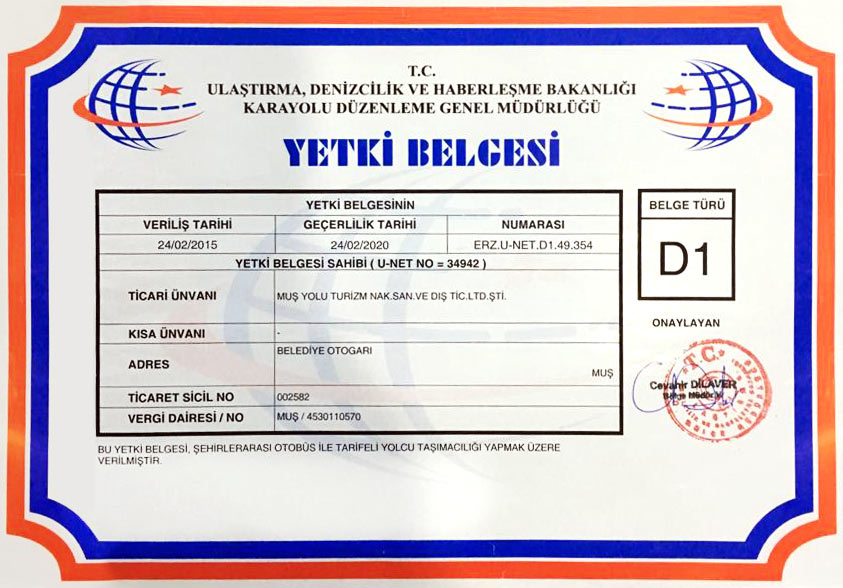 T.C.
ULAŞTIRMA, DENİZCİLİK VE HABERLEŞME BAKANLIĞI
KARAYOLU DÜZENLEME GENEL MÜDÜRLÜĞÜ
YETKİ BELGESİ
YETKİ BELGESİNİN
VERİLİŞ TARİHİ GEÇERLİLİK TARİHİ NUMARASI
24/02/2015 24/02/2020 ERZ.U-NET.D1.49.354
YETKİ BELGESİ SAHİBİ ( U-NET NO = 34942 )
TİCARİ ÜNVANI MUŞ YOLU TURİZM NAK.SAN.VE DIŞ TİC.LTD.ŞTİ.
KISA ÜNVANI -
ADRES BELEDİYE OTOGARI
MUŞ
TİCARET SİCİL NO 002582
VERGİ DAİRESİ / NO MUŞ / 4530110570
BU YETKİ BELGESİ, ŞEHİRLERARASI OTOBÜS İLE TARİFELİ YOLCU TAŞIMACILIĞI YAPMAK ÜZERE
VERİLMİŞTİR.
BELGE TÜRÜ
D1
ONAYLAYAN
T.C.
Cevahir DİLAVER
Bölge Müdürü